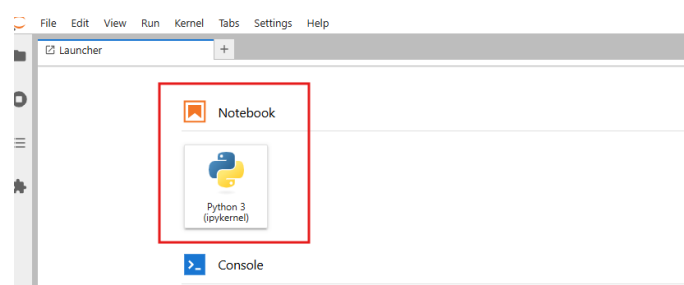 File Edit View Run Kernel Tabs Settings Help
Launcher +
Notebook
Python 3
(ipykernel)
Console